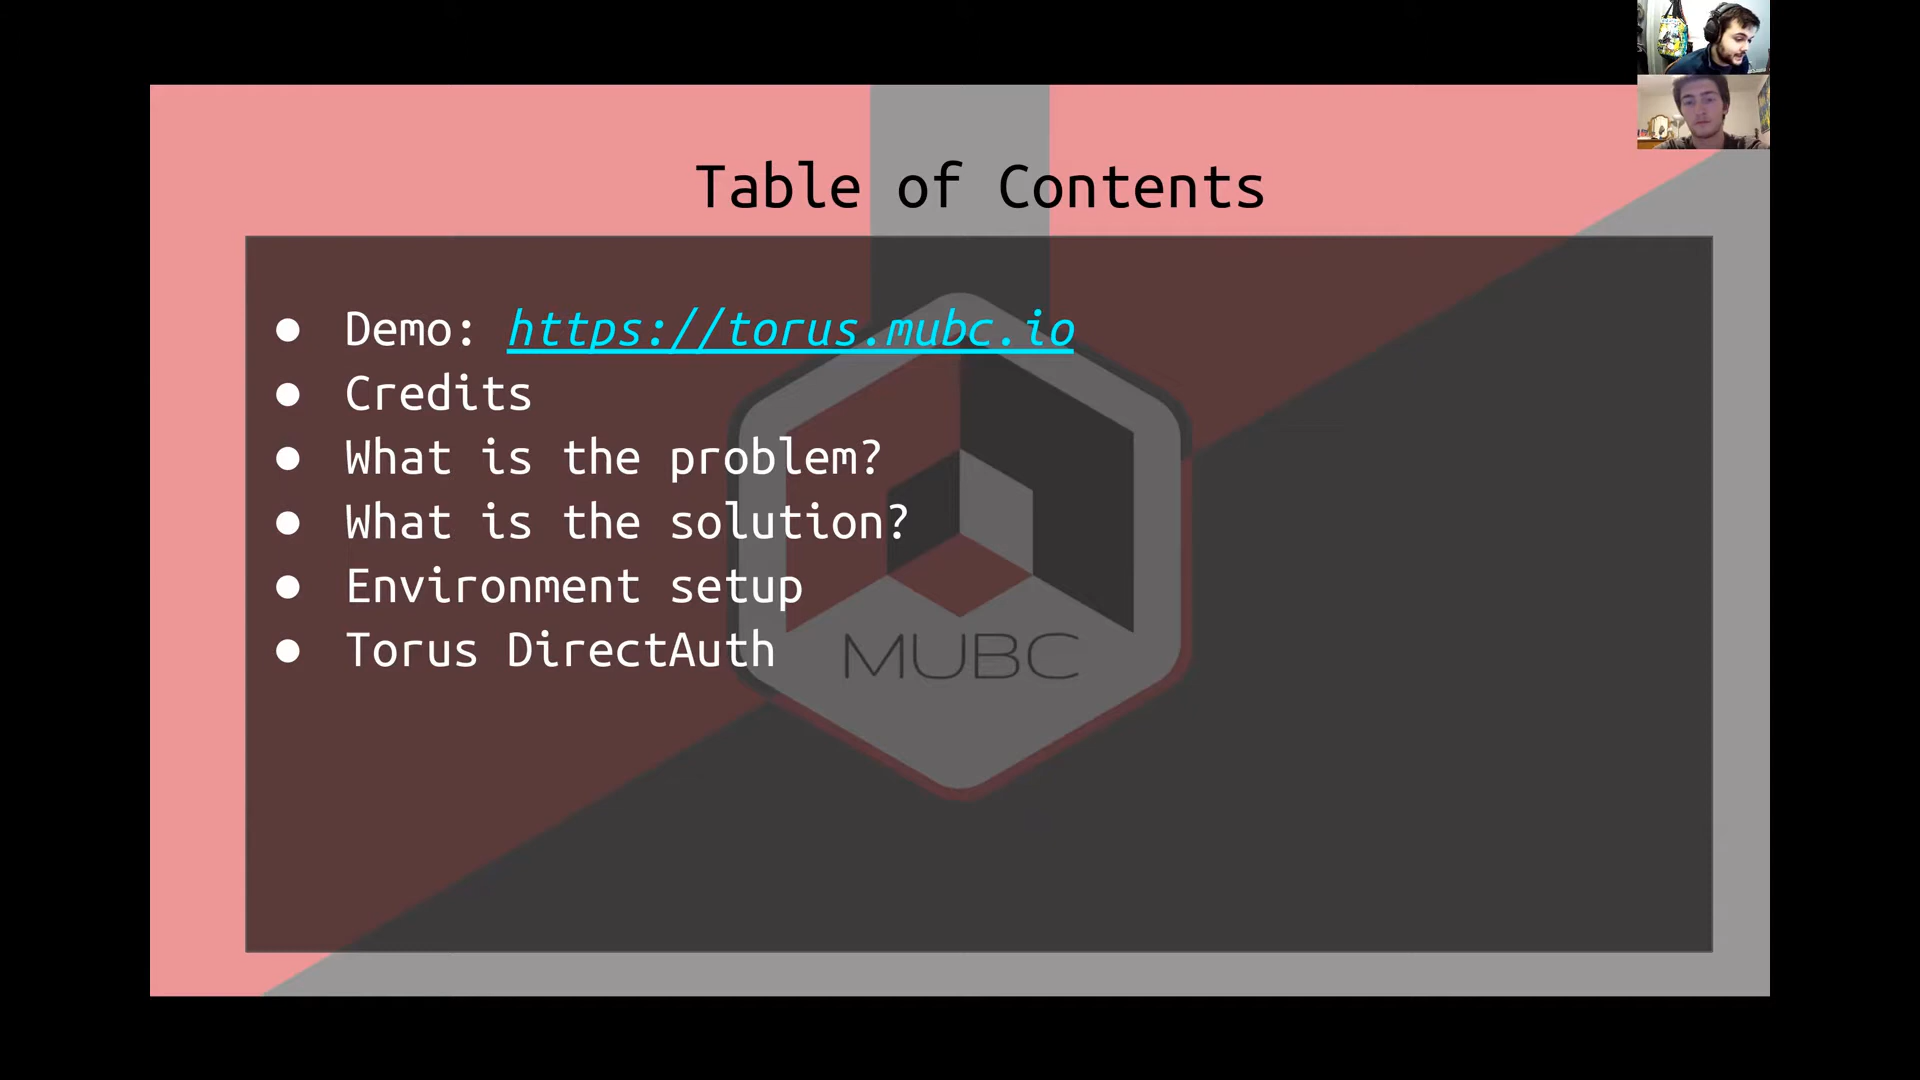 Table of Contents
● Demo: https://torus.mubc.io
● Credits
● What is the problem?
● What is the solution?
● Environment setup
● Torus DirectAuth
MUBC